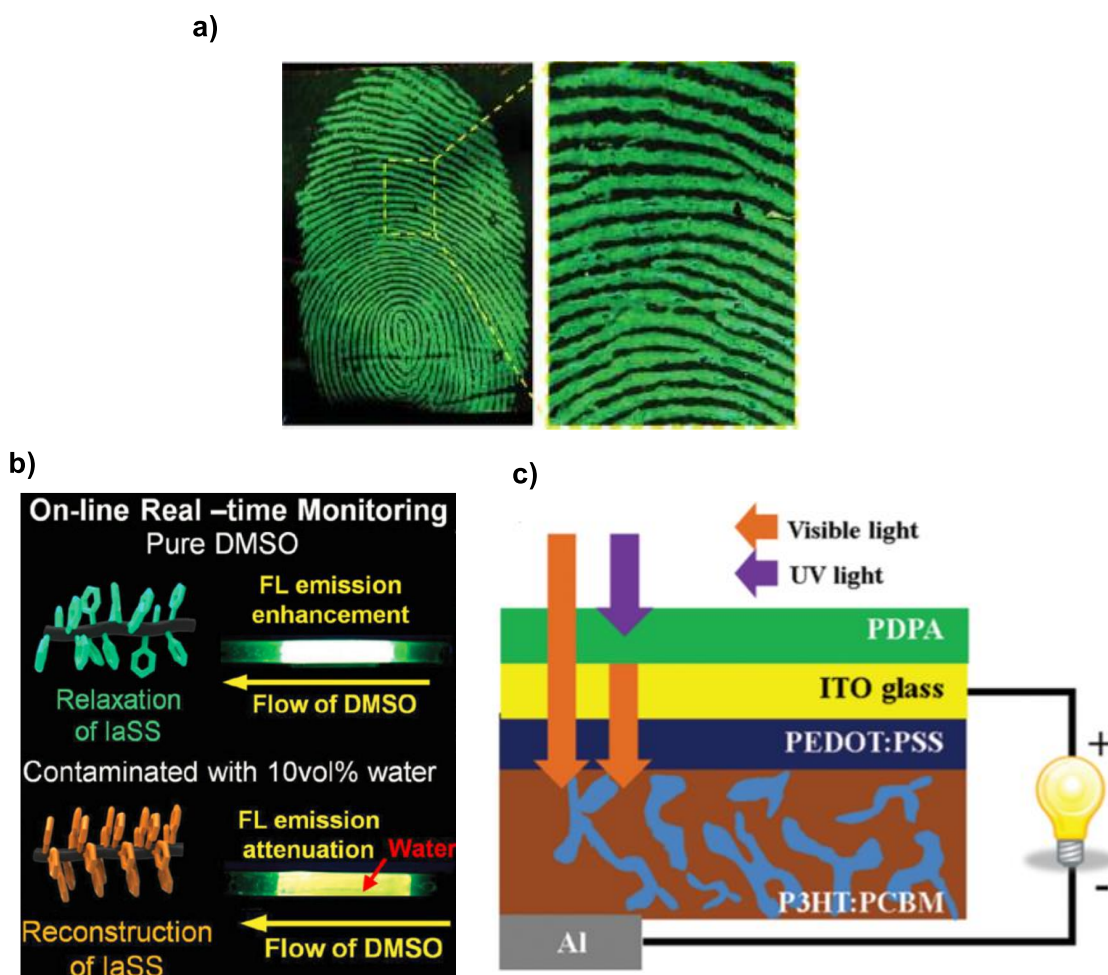 a)
b)
On-line Real –time Monitoring
Pure DMSO
FL emission
enhancement
Relaxation
of IaSS
Flow of DMSO
Contaminated with 10vol% water
FL emission
attenuation
Water
Reconstruction
of IaSS
Flow of DMSO
c)
Visible light
UV light
PDPA
ITO glass
PEDOT:PSS
P3HT:PCBM
Al
+
–